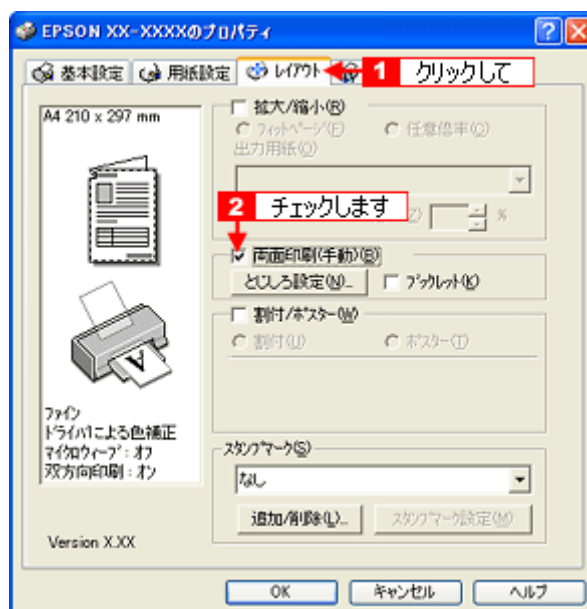 EPSON XX-XXXXのプロパティ
基本設定 用紙設定 レイアウト 1 クリックして
A4 210 x 297 mm
拡大/縮小(R)
フィットページ(F) 任意倍率(O)
出力用紙(O)
2 チェックします (Z) %
両面印刷(手動)(B)
とじしろ設定(N)... ブックレット(K)
割付/ポスター(W)
割付(U) ポスター(T)
A
ファイン
ドライバによる色補正
マイクロウィーブ : オフ
双方向印刷 : オン
スタンプマーク(S)
なし
追加/削除(L)... スタンプマーク設定(M)
Version X.XX
OK キャンセル ヘルプ